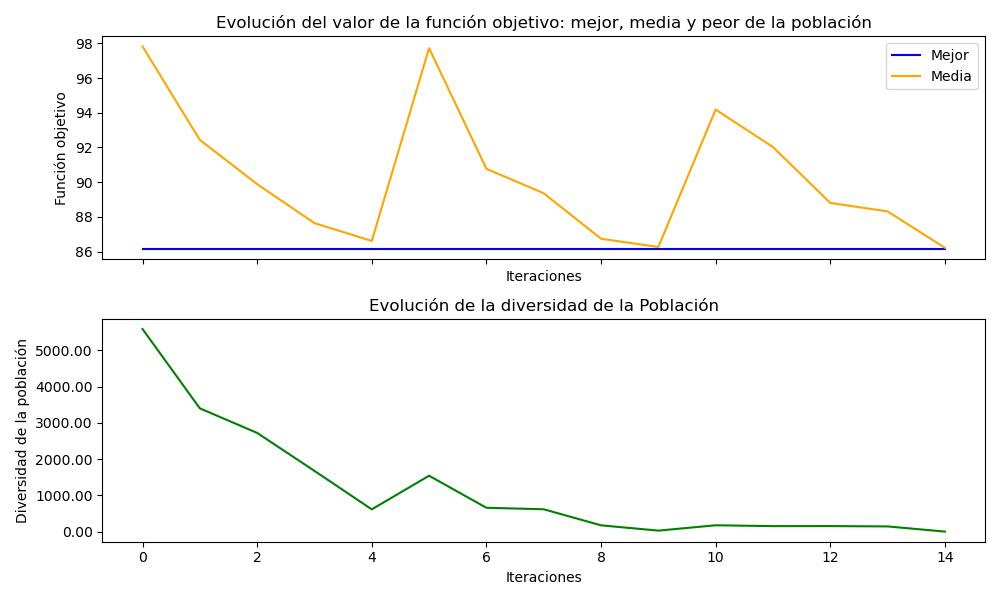 Evolución del valor de la función objetivo: mejor, media y peor de la población
98
96
94
92
90
88
86
Función objetivo
Mejor
Media
Iteraciones
Evolución de la diversidad de la Población
5000.00
4000.00
3000.00
2000.00
1000.00
0.00
Diversidad de la población
0 2 4 6 8 10 12 14
Iteraciones